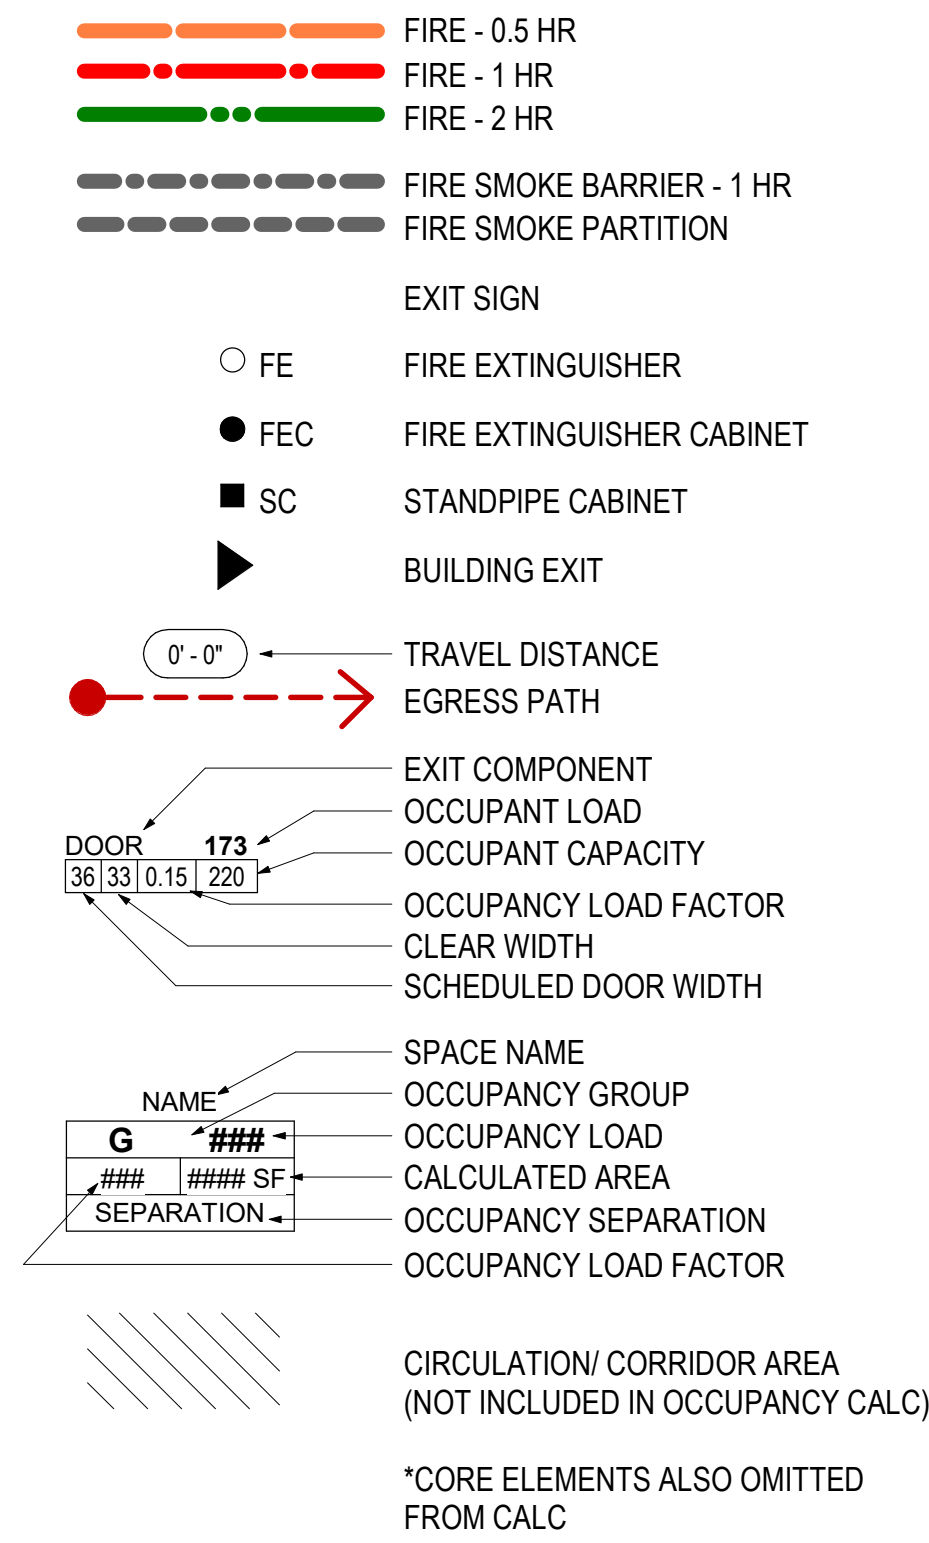 FIRE - 0.5 HR
FIRE - 1 HR
FIRE - 2 HR
FIRE SMOKE BARRIER - 1 HR
FIRE SMOKE PARTITION
EXIT SIGN
FE FIRE EXTINGUISHER
FEC FIRE EXTINGUISHER CABINET
SC STANDPIPE CABINET
BUILDING EXIT
0' - 0" TRAVEL DISTANCE
EGRESS PATH
EXIT COMPONENT
OCCUPANT LOAD
DOOR 173
OCCUPANT CAPACITY
36 33 0.15 220
OCCUPANCY LOAD FACTOR
CLEAR WIDTH
SCHEDULED DOOR WIDTH
SPACE NAME
NAME
OCCUPANCY GROUP
G ### OCCUPANCY LOAD
### #### SF CALCULATED AREA
SEPARATION OCCUPANCY SEPARATION
OCCUPANCY LOAD FACTOR
CIRCULATION/ CORRIDOR AREA
(NOT INCLUDED IN OCCUPANCY CALC)
*CORE ELEMENTS ALSO OMITTED
FROM CALC